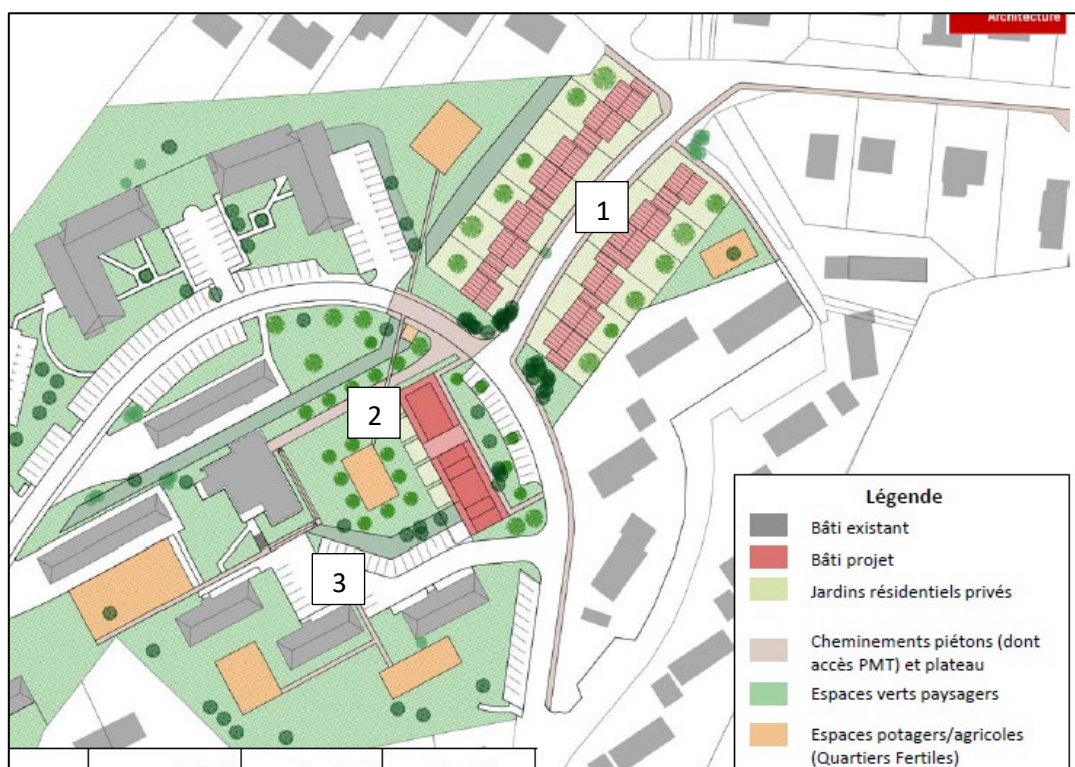 Architecture
1
2
3
Légende
Bâti existant
Bâti projet
Jardins résidentiels privés
Cheminements piétons (dont
accès PMT) et plateau
Espaces verts paysagers
Espaces potagers/agricoles
(Quartiers Fertiles)